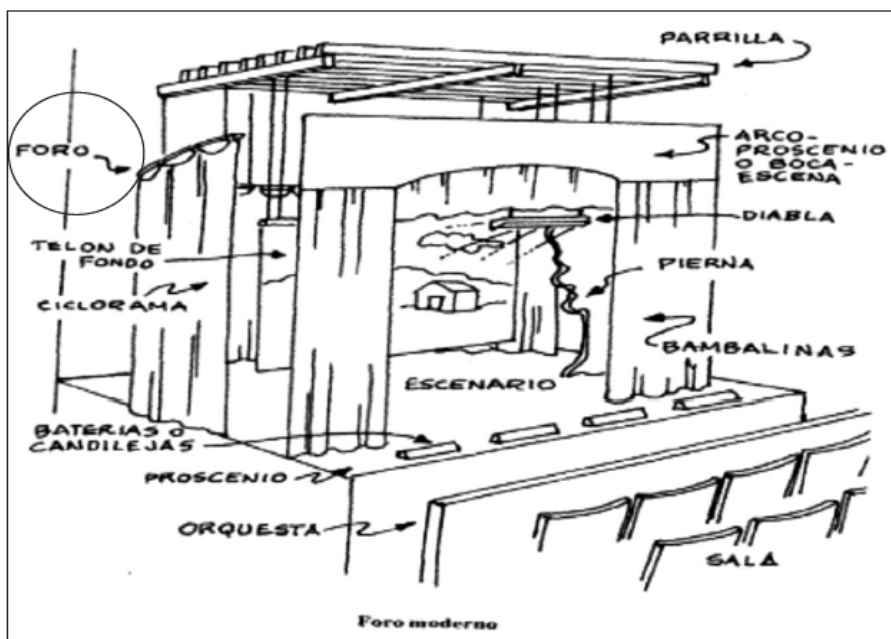 PARRILLA
FORO
ARCO-
PROSCENIO
O BOCA-
ESCENA
DIABLA
TELON DE
FONDO
PIERNA
CICLORAMA
BAMBALINAS
ESCENARIO
BATERIAS O
CANDILEJAS
PROSCENIO
ORQUESTA
SALA
Foro moderno